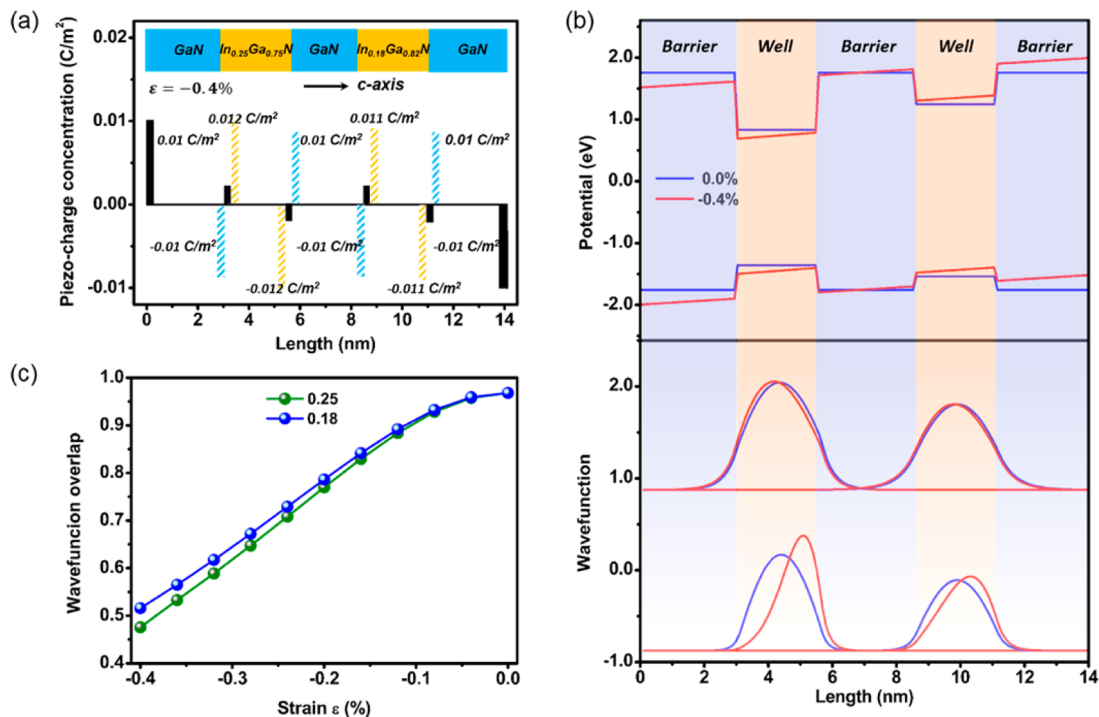 (a)
Piezo-charge concentration (C/m²)
0.02
0.01
0.00
-0.01
GaN
In₀.₂₅Ga₀.₇₅N
GaN
In₀.₁₈Ga₀.₈₂N
GaN
ε = −0.4%
c-axis
0.01 C/m²
0.012 C/m²
0.01 C/m²
0.011 C/m²
0.01 C/m²
-0.01 C/m²
-0.012 C/m²
-0.01 C/m²
-0.011 C/m²
-0.01 C/m²
0 2 4 6 8 10 12 14
Length (nm)
(b)
Potential (eV)
2.0
1.0
0.0
-1.0
-2.0
Barrier Well Barrier Well Barrier
0.0%
-0.4%
Wavefunction
2.0
1.0
0.0
-1.0
0 2 4 6 8 10 12 14
Length (nm)
(c)
Wavefuncion overlap
1.0
0.9
0.8
0.7
0.6
0.5
0.4
0.25
0.18
-0.4 -0.3 -0.2 -0.1 0.0
Strain ε (%)